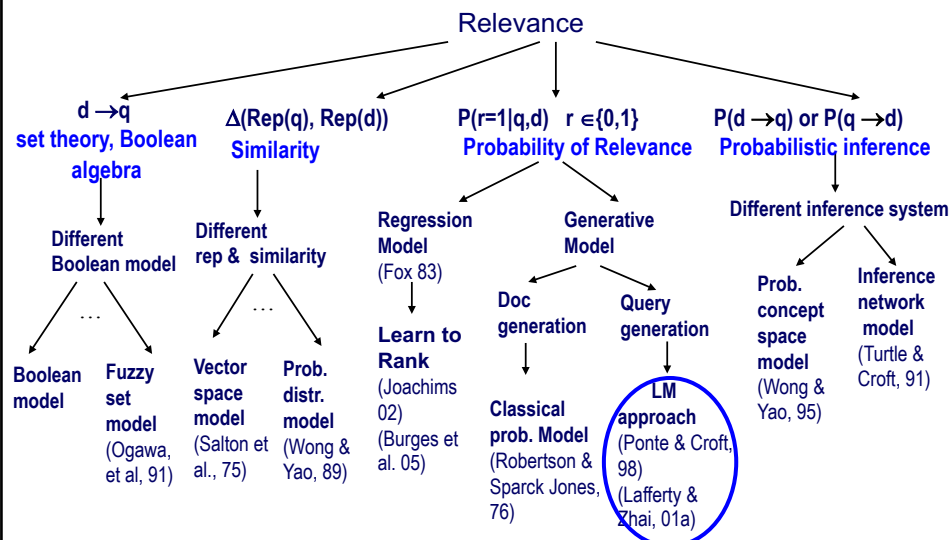 Relevance
d →q
set theory, Boolean
algebra
Δ(Rep(q), Rep(d))
Similarity
P(r=1|q,d) r ∈{0,1}
Probability of Relevance
P(d →q) or P(q →d)
Probabilistic inference
Different
Boolean model
…
Boolean
model
Fuzzy
set
model
(Ogawa,
et al, 91)
Different
rep & similarity
…
Vector
space
model
(Salton et
al., 75)
Prob.
distr.
model
(Wong &
Yao, 89)
Regression
Model
(Fox 83)
Learn to
Rank
(Joachims
02)
(Burges et
al. 05)
Generative
Model
Doc
generation
Classical
prob. Model
(Robertson &
Sparck Jones,
76)
Query
generation
LM
approach
(Ponte & Croft,
98)
(Lafferty &
Zhai, 01a)
Different inference system
Prob.
concept
space
model
(Wong &
Yao, 95)
Inference
network
model
(Turtle &
Croft, 91)